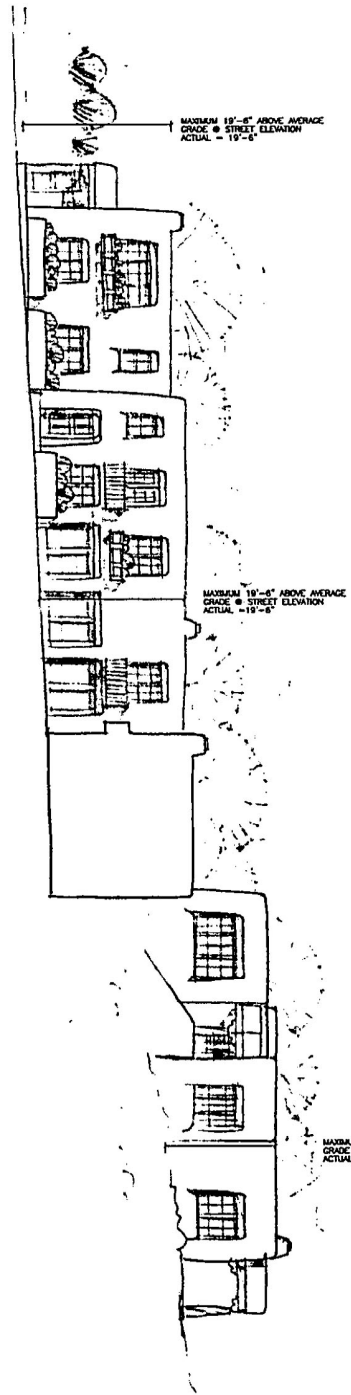 MAXIMUM 19'-6" ABOVE AVERAGE
GRADE @ STREET ELEVATION
ACTUAL - 19'-6"
MAXIMUM 19'-6" ABOVE AVERAGE
GRADE @ STREET ELEVATION
ACTUAL -19'-6"
GRADE
ACTUAL